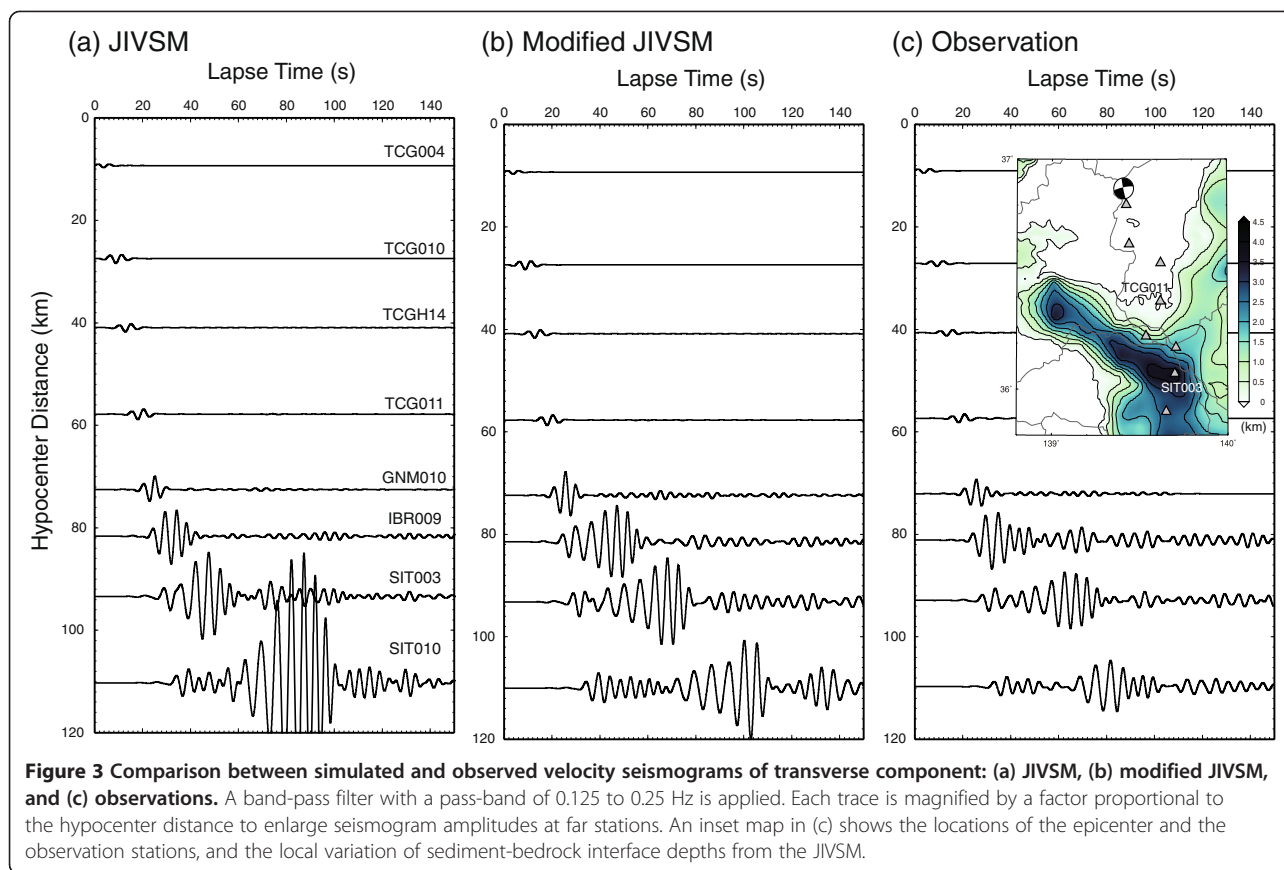 (a) JIVSM
(b) Modified JIVSM
(c) Observation
Lapse Time (s)
Lapse Time (s)
Lapse Time (s)
0 20 40 60 80 100 120 140
0 20 40 60 80 100 120 140
0 20 40 60 80 100 120 140
Hypocenter Distance (km)
0
20
40
60
80
100
120
TCG004
TCG010
TCGH14
TCG011
GNM010
IBR009
SIT003
SIT010
0
20
40
60
80
100
120
0
20
40
60
80
100
120
37˚
36˚
139˚
140˚
TCG011
SIT003
4.5
4.0
3.5
3.0
2.5
2.0
1.5
1.0
0.5
0
(km)
Figure 3 Comparison between simulated and observed velocity seismograms of transverse component: (a) JIVSM, (b) modified JIVSM,
and (c) observations. A band-pass filter with a pass-band of 0.125 to 0.25 Hz is applied. Each trace is magnified by a factor proportional to
the hypocenter distance to enlarge seismogram amplitudes at far stations. An inset map in (c) shows the locations of the epicenter and the
observation stations, and the local variation of sediment-bedrock interface depths from the JIVSM.